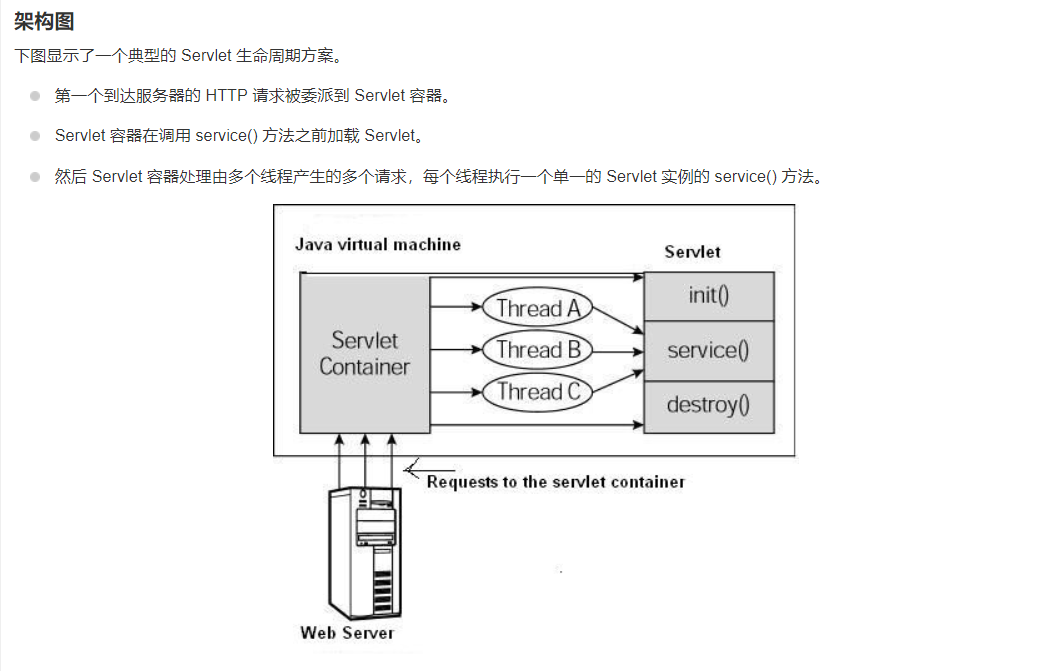 架构图
下图显示了一个典型的 Servlet 生命周期方案。
第一个到达服务器的 HTTP 请求被委派到 Servlet 容器。
Servlet 容器在调用 service() 方法之前加载 Servlet。
然后 Servlet 容器处理由多个线程产生的多个请求，每个线程执行一个单一的 Servlet 实例的 service() 方法。
Java virtual machine
Servlet
init()
Thread A
Servlet
Container
Thread B
service()
Thread C
destroy()
Requests to the servlet container
Web Server